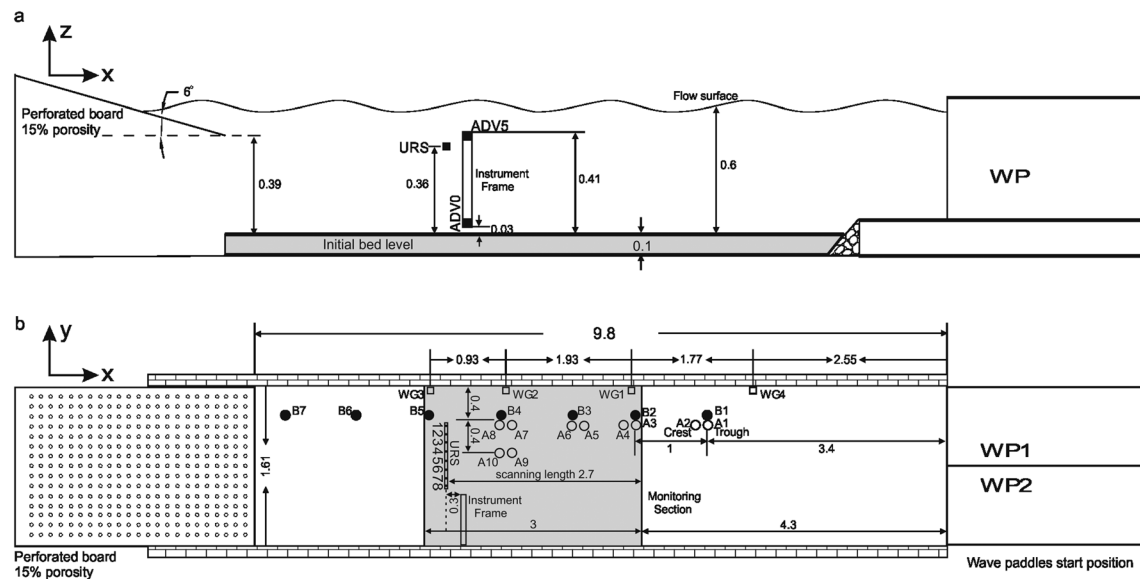 a
z
x
6°
Perforated board
15% porosity
Flow surface
ADV5
URS
0.39
0.36
Instrument
Frame
0.41
0.6
WP
ADV0
0.03
Initial bed level
0.1
b
y
x
9.8
0.93
1.93
1.77
2.55
WG3
WG2
WG1
WG4
B7
B6
B5
B4
B3
B2
B1
0.4
A8
A7
A6
A5
A4
A3
A2
A1
Crest
Trough
0.4
1
3.4
12345678
URS
A10
A9
1.61
scanning length 2.7
WP1
WP2
0.3
Instrument
Frame
Monitoring
Section
3
4.3
Perforated board
15% porosity
Wave paddles start position